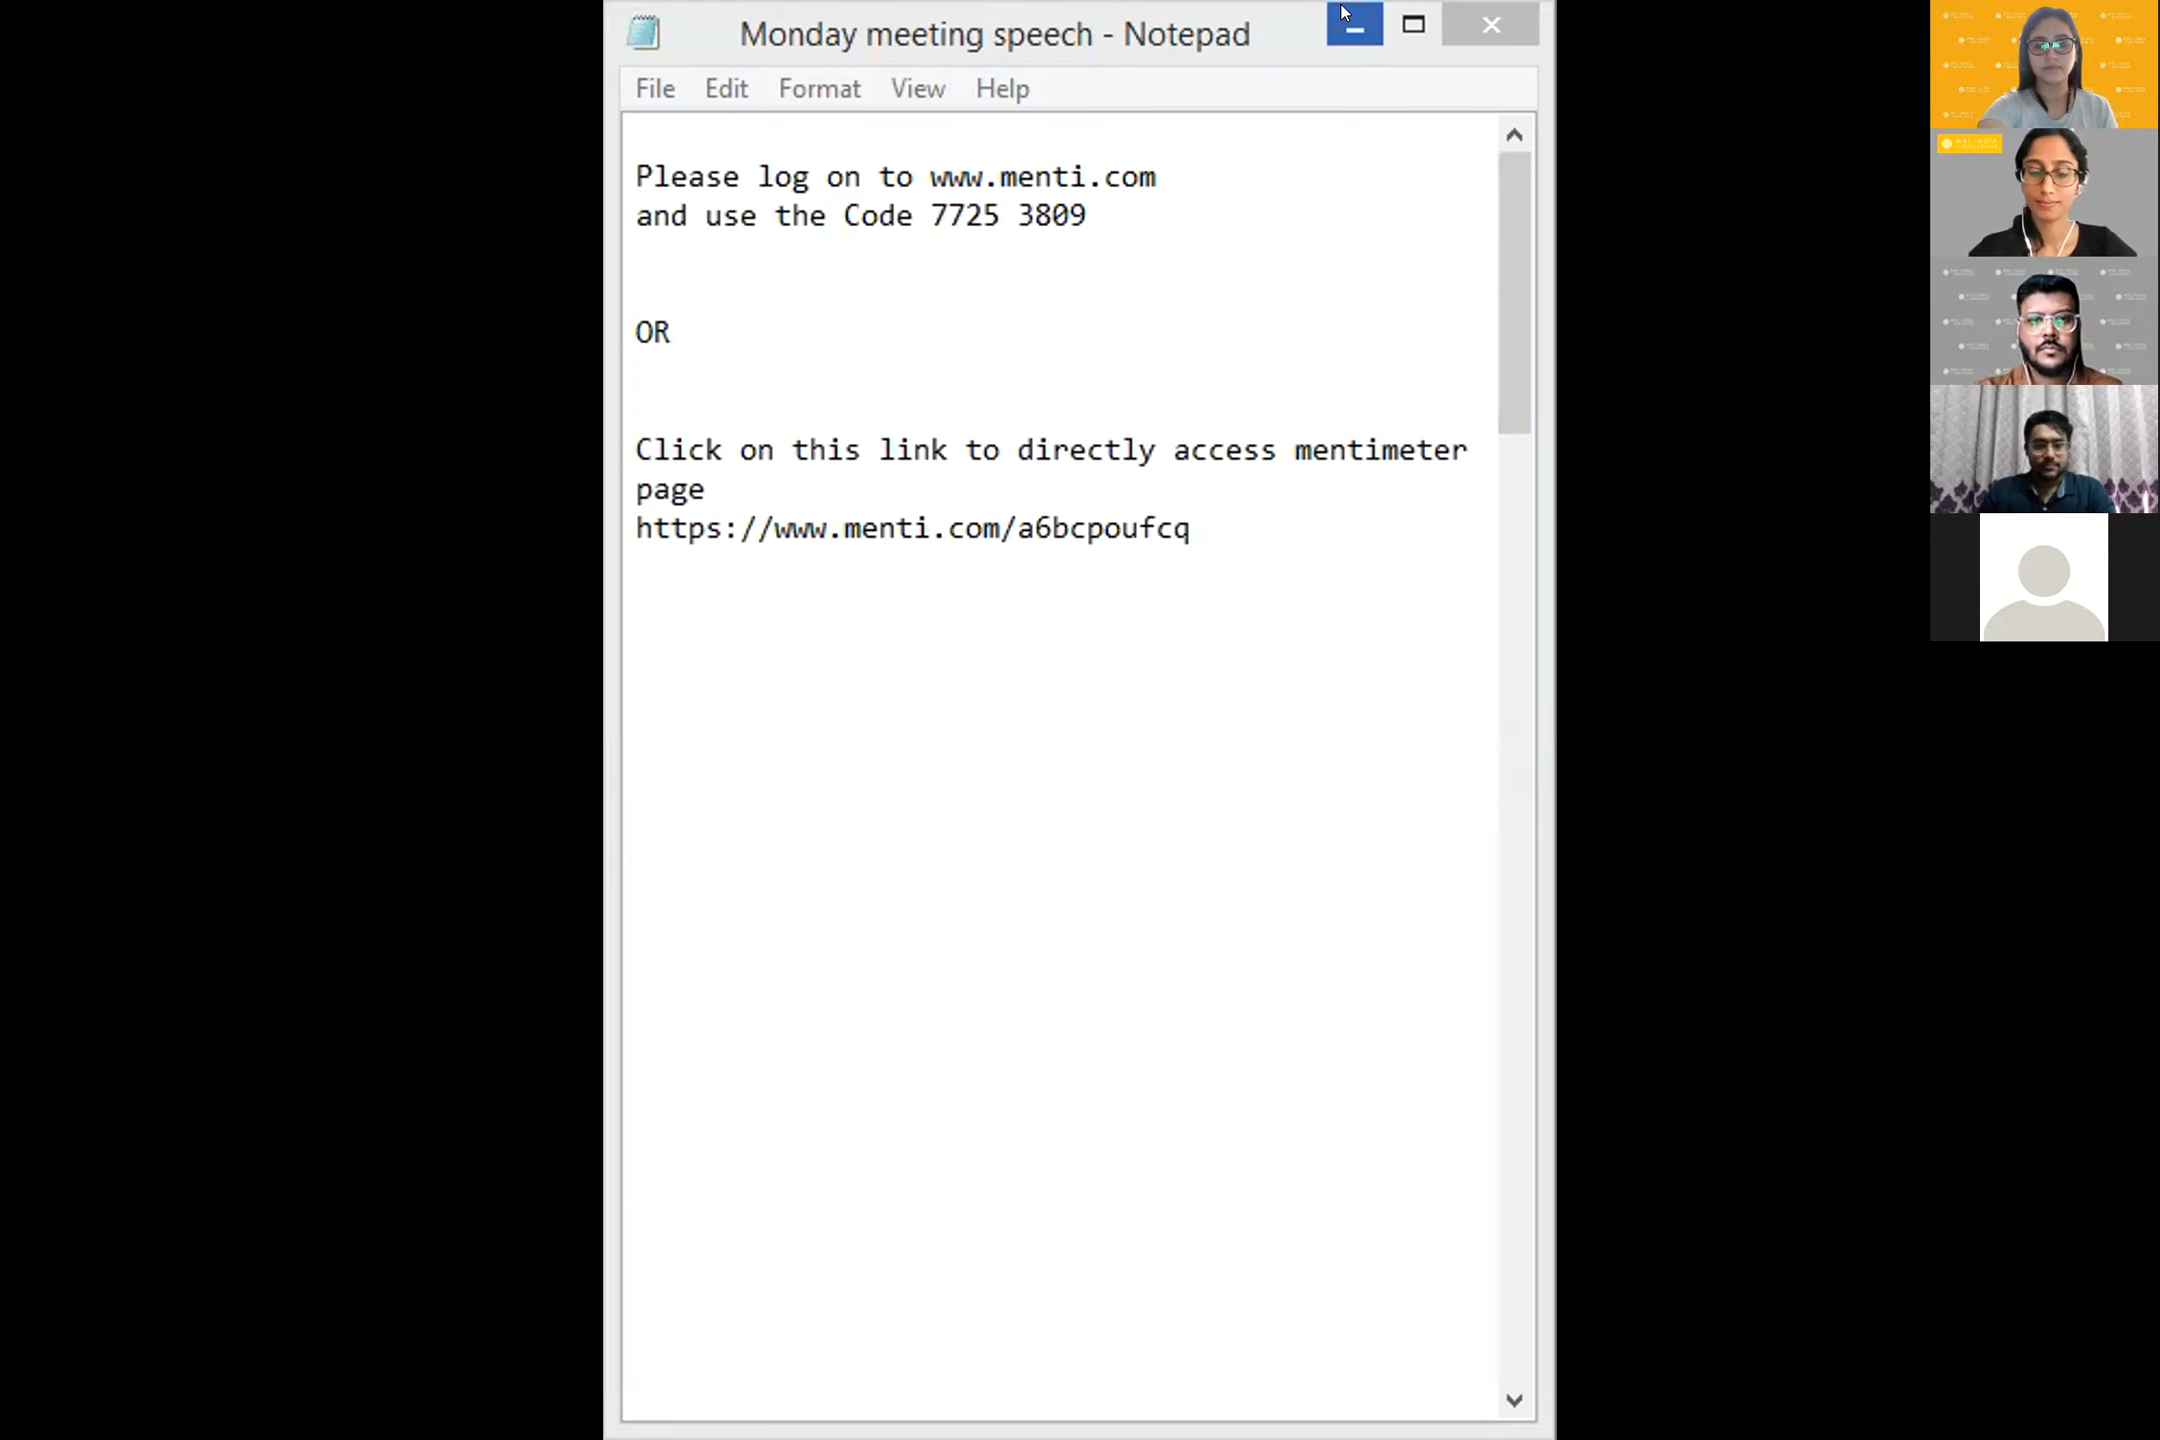 Monday meeting speech - Notepad
File Edit Format View Help
Please log on to www.menti.com
and use the Code 7725 3809
OR
Click on this link to directly access mentimeter
page
https://www.menti.com/a6bcpoufcq